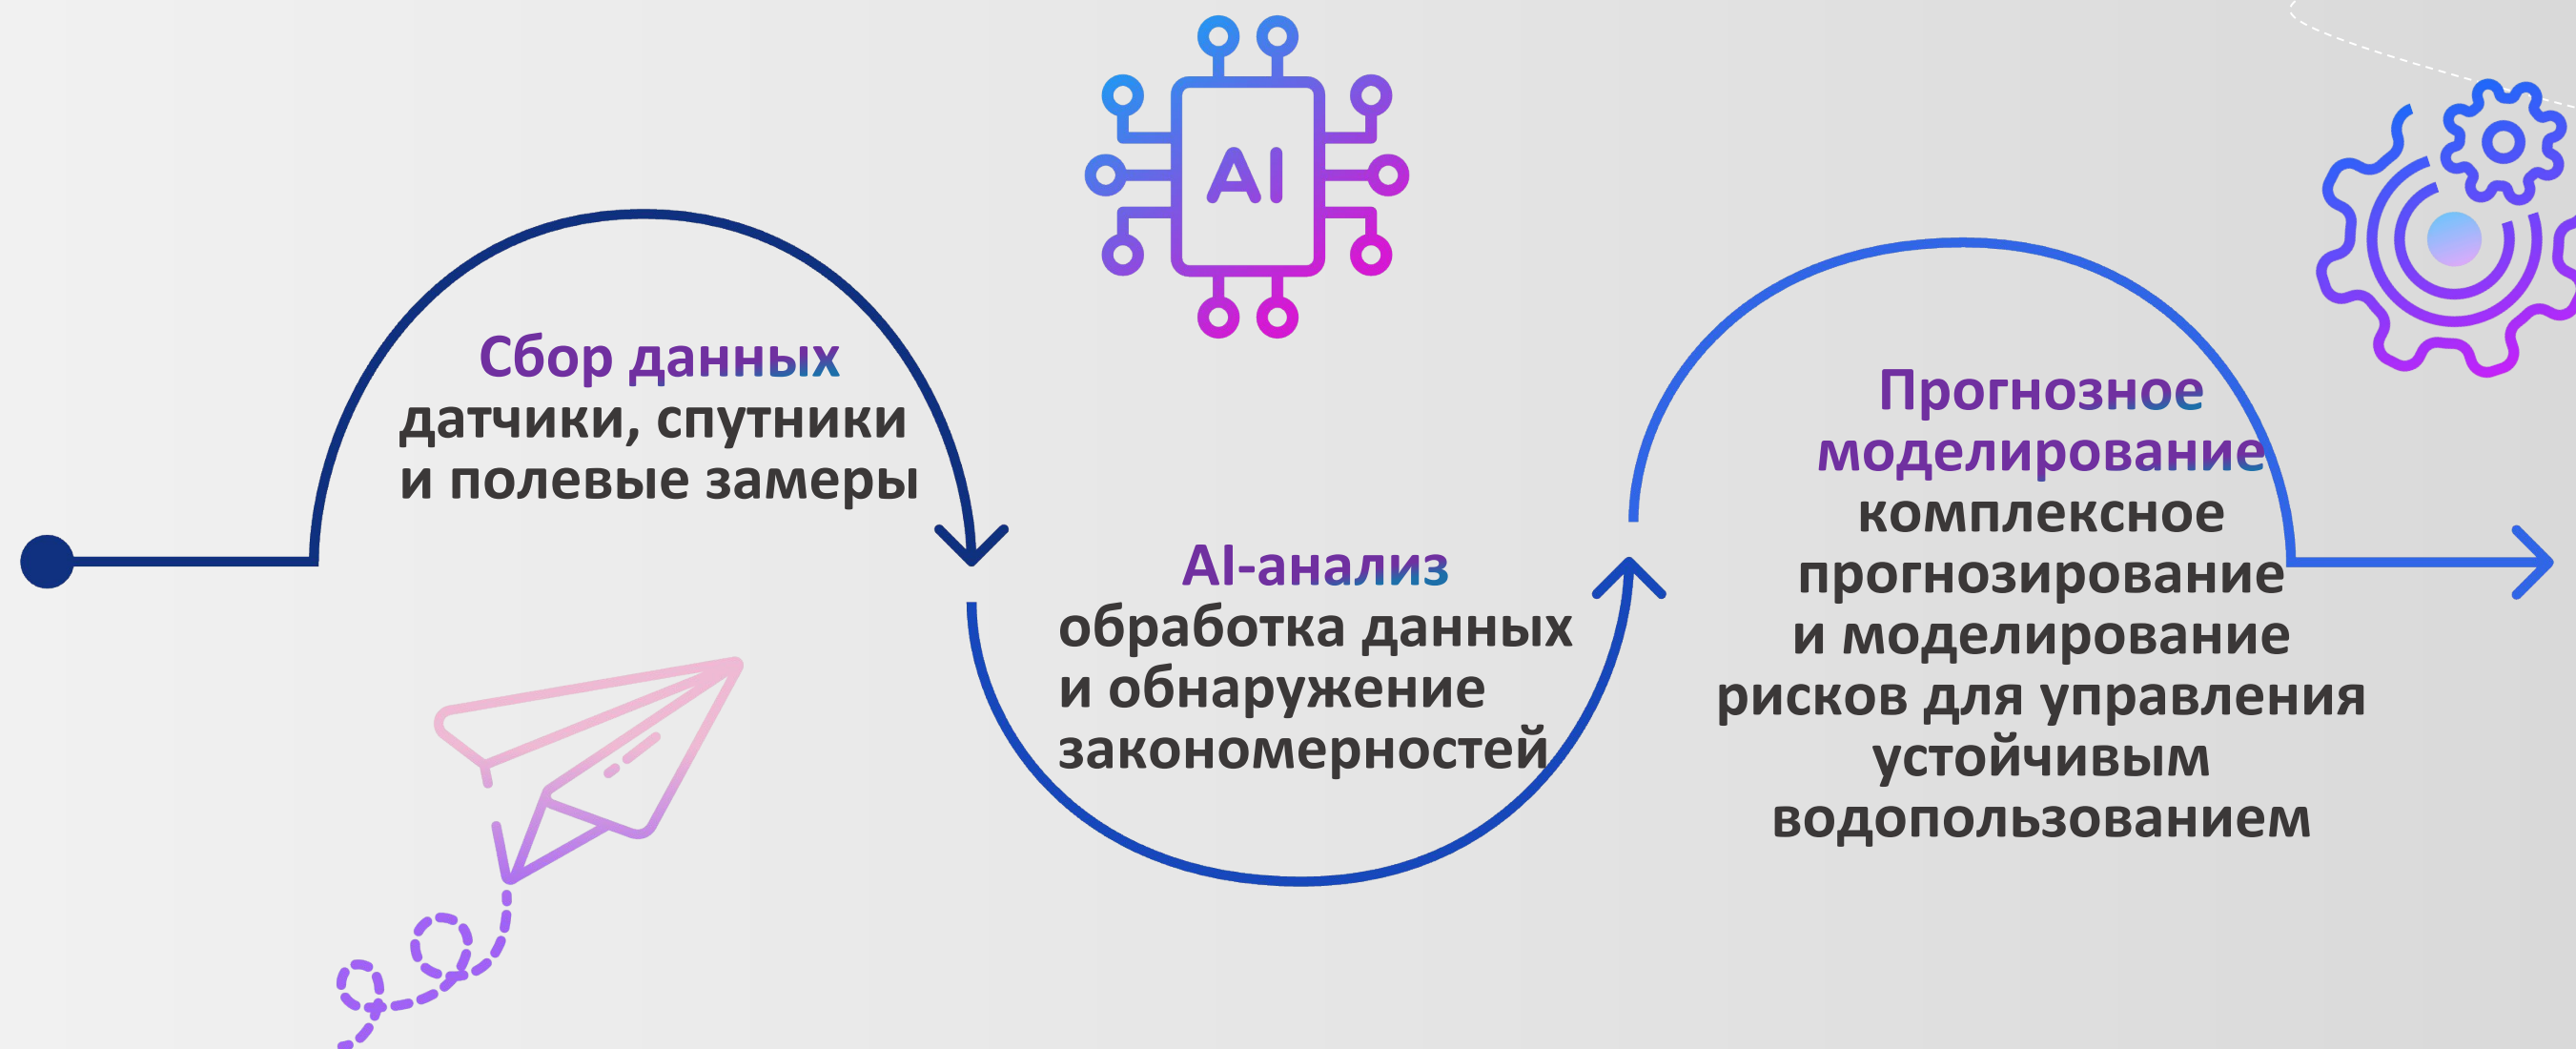 AI
Сбор данных
датчики, спутники
и полевые замеры
AI-анализ
обработка данных
и обнаружение
закономерностей
Прогнозное
моделирование
комплексное
прогнозирование
и моделирование
рисков для управления
устойчивым
водопользованием